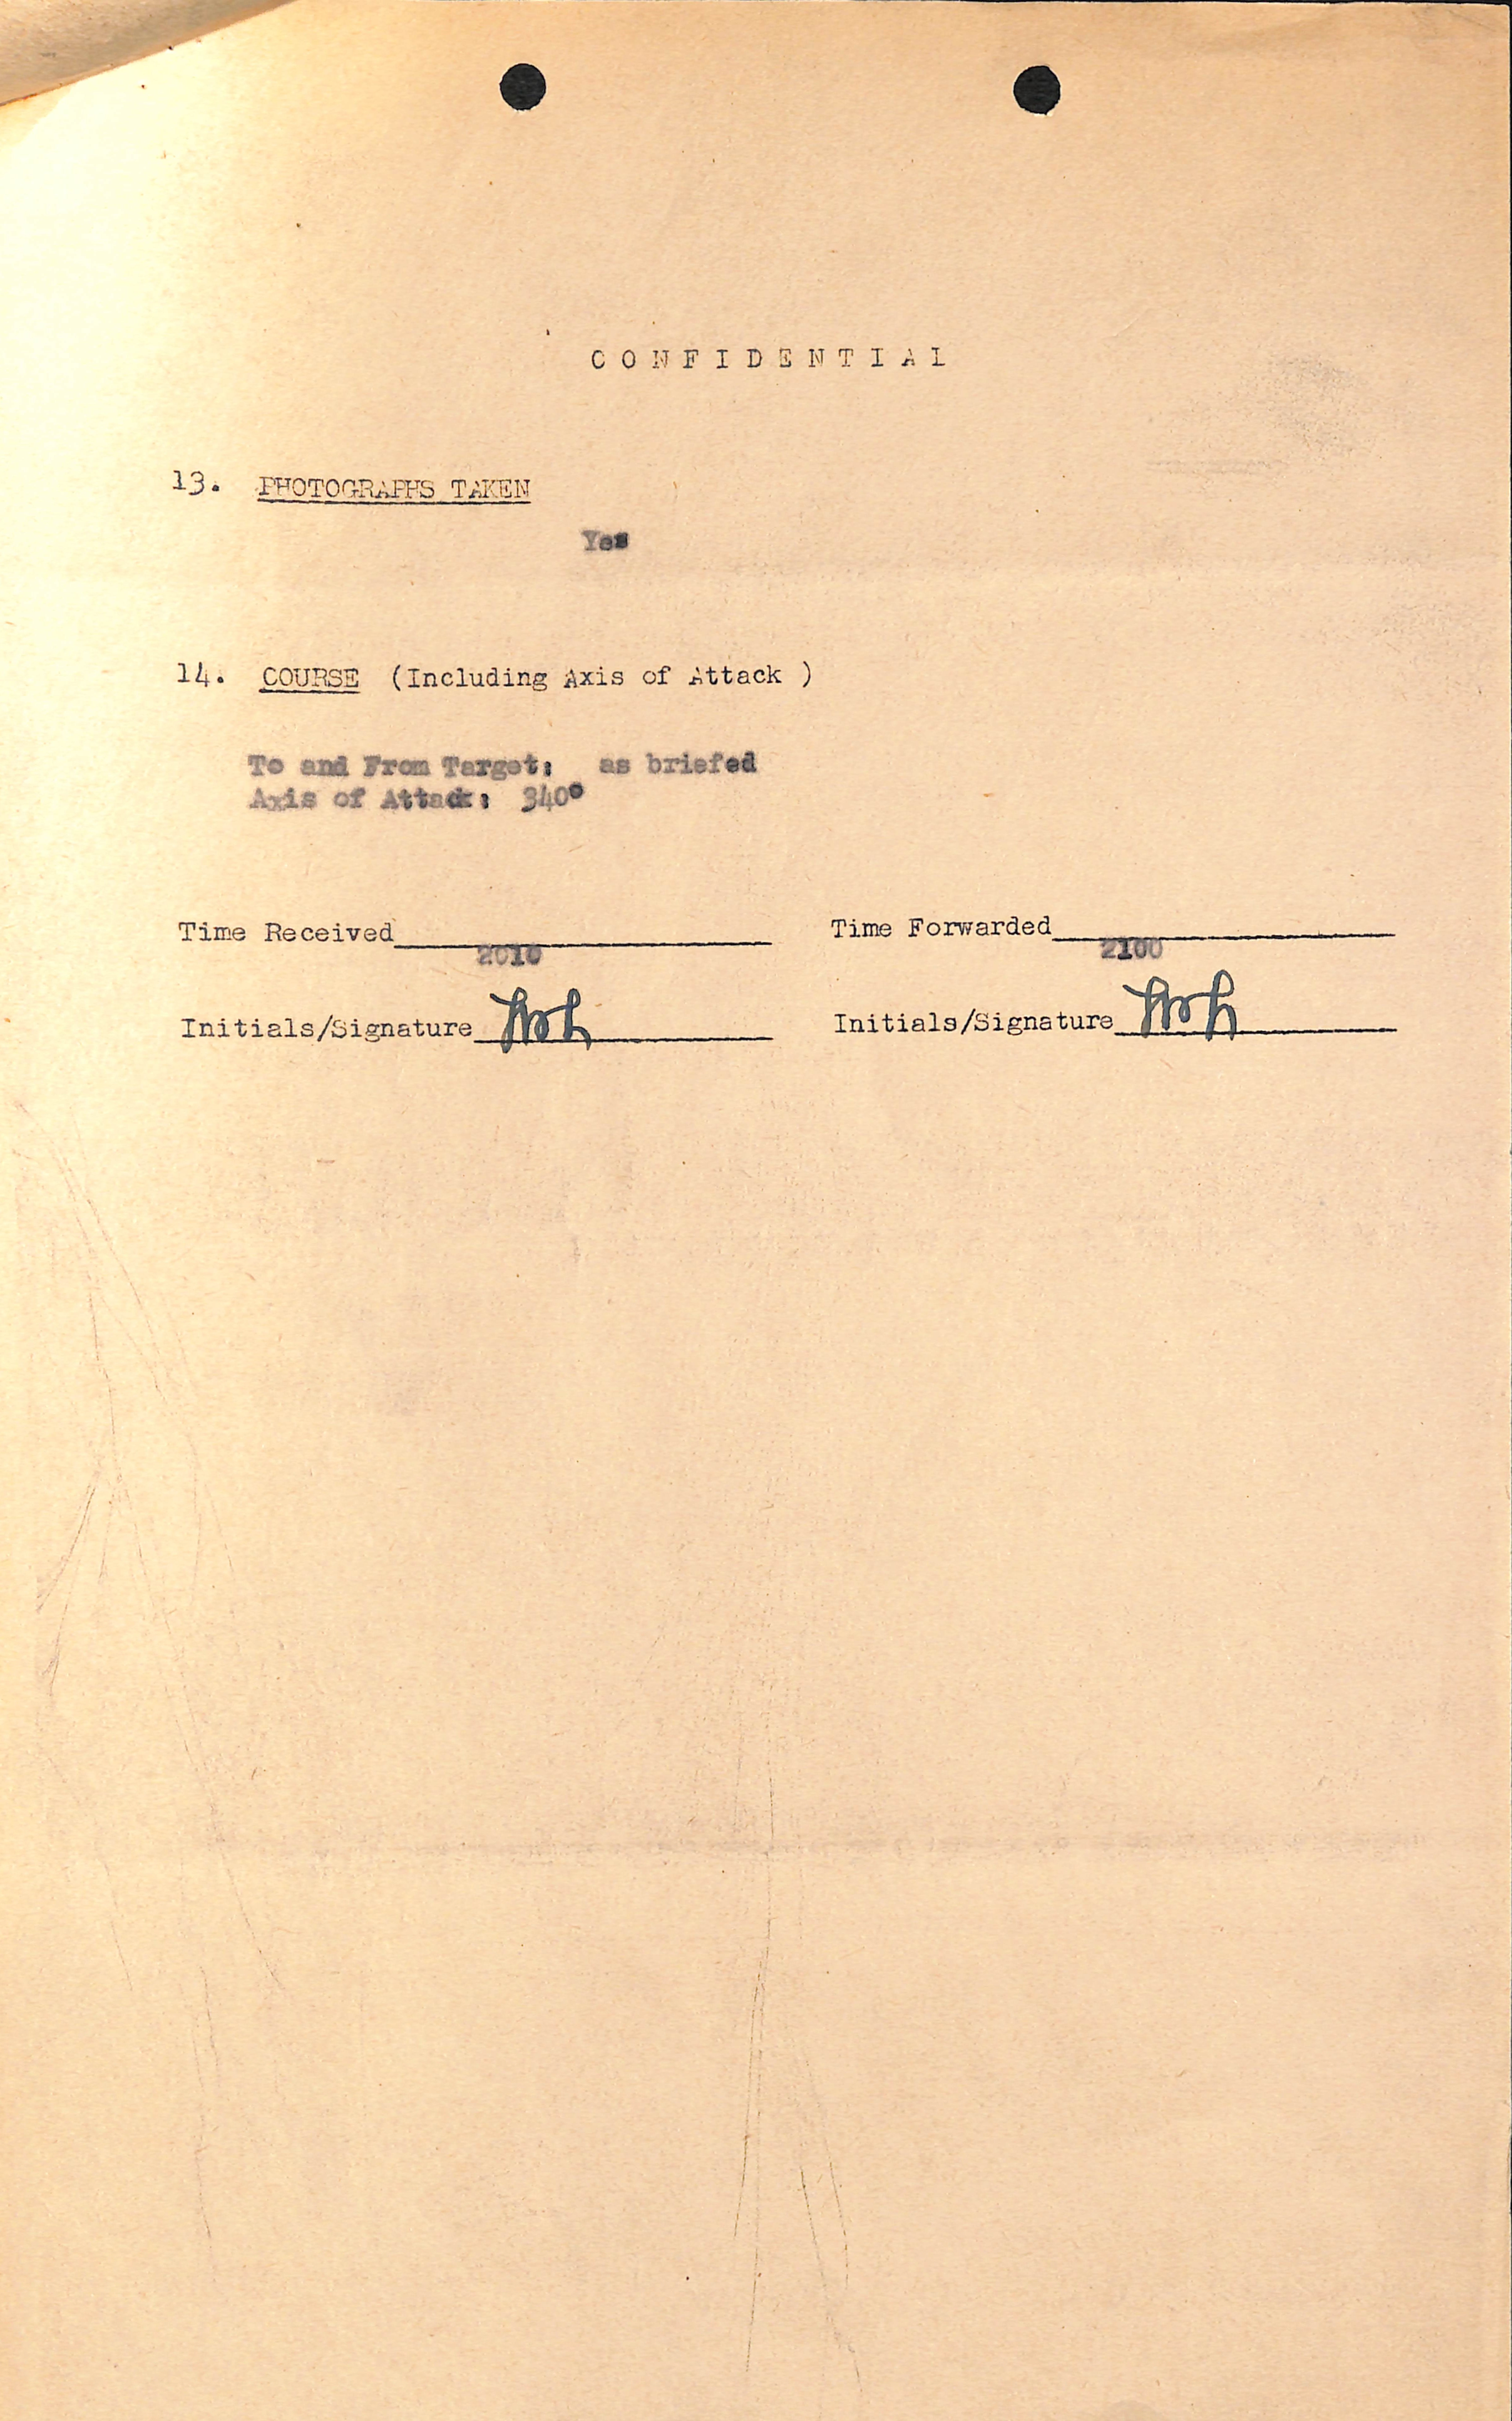 C O N F I D E N T I A L
13. PHOTOGRAPHS TAKEN
Yes
14. COURSE (Including Axis of Attack )
To and From Target: as briefed
Axis of Attack: 340°
Time Received Time Forwarded
2010 2100
Initials/Signature Initials/Signature